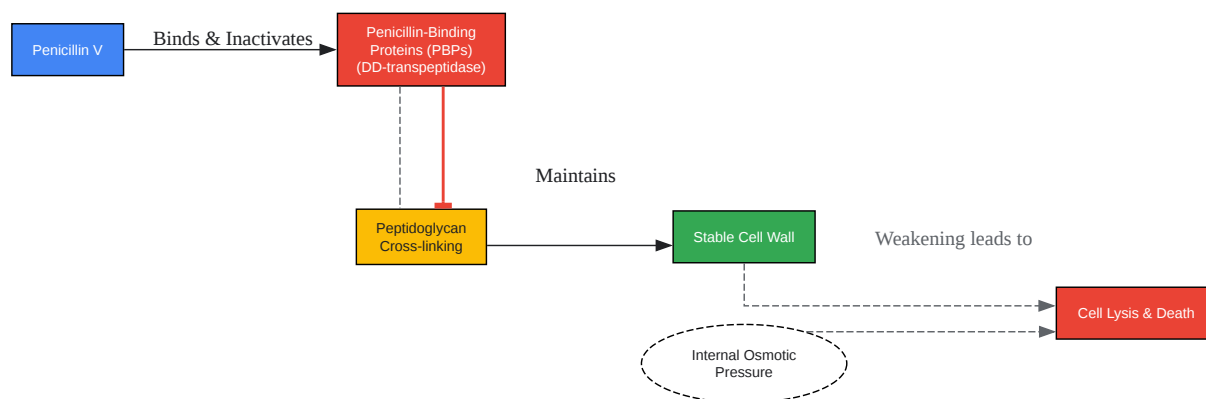 Penicillin V
Binds & Inactivates
Penicillin-Binding
Proteins (PBPs)
(DD-transpeptidase)
Maintains
Peptidoglycan
Cross-linking
Stable Cell Wall
Weakening leads to
Cell Lysis & Death
Internal Osmotic
Pressure